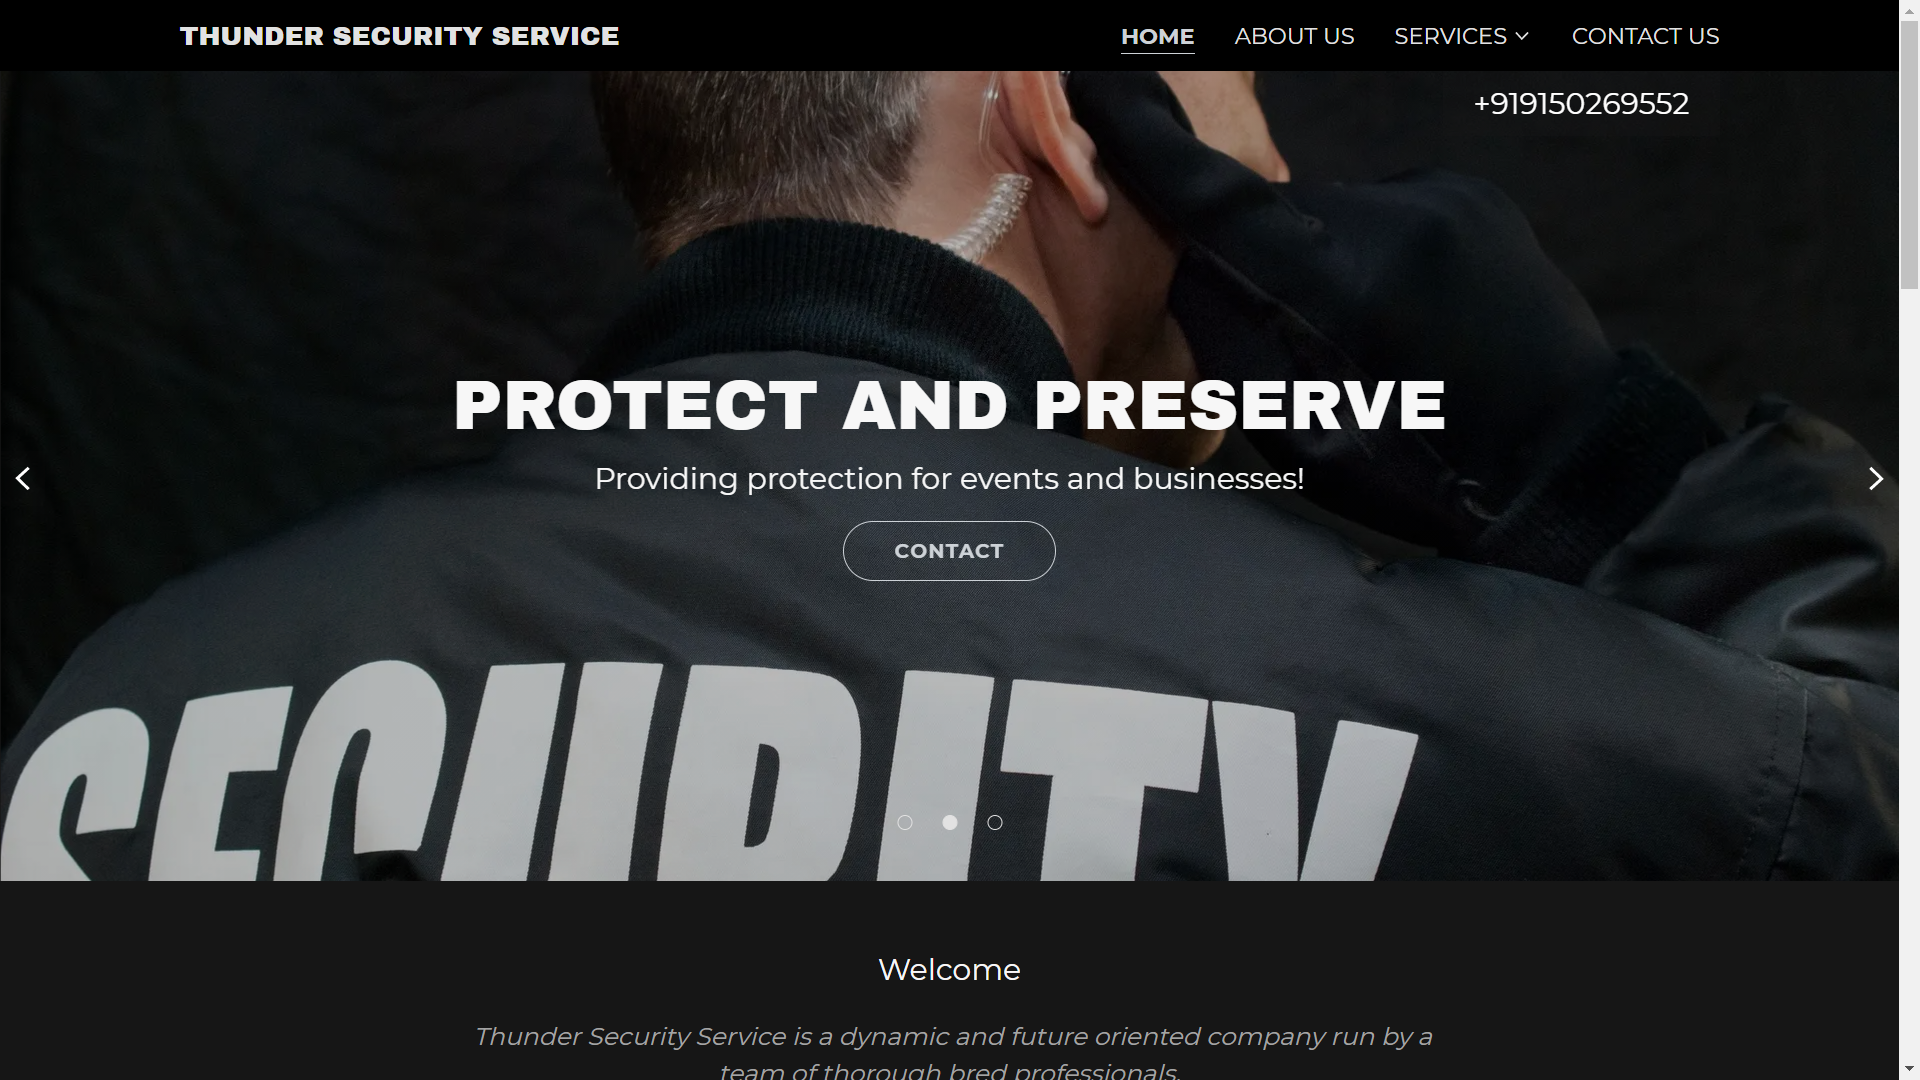 THUNDER SECURITY SERVICE
HOME
ABOUT US
SERVICES
CONTACT US
+919150269552
PROTECT AND PRESERVE
Providing protection for events and businesses!
CONTACT
SECURITY
Welcome
Thunder Security Service is a dynamic and future oriented company run by a
team of thorough bred professionals.